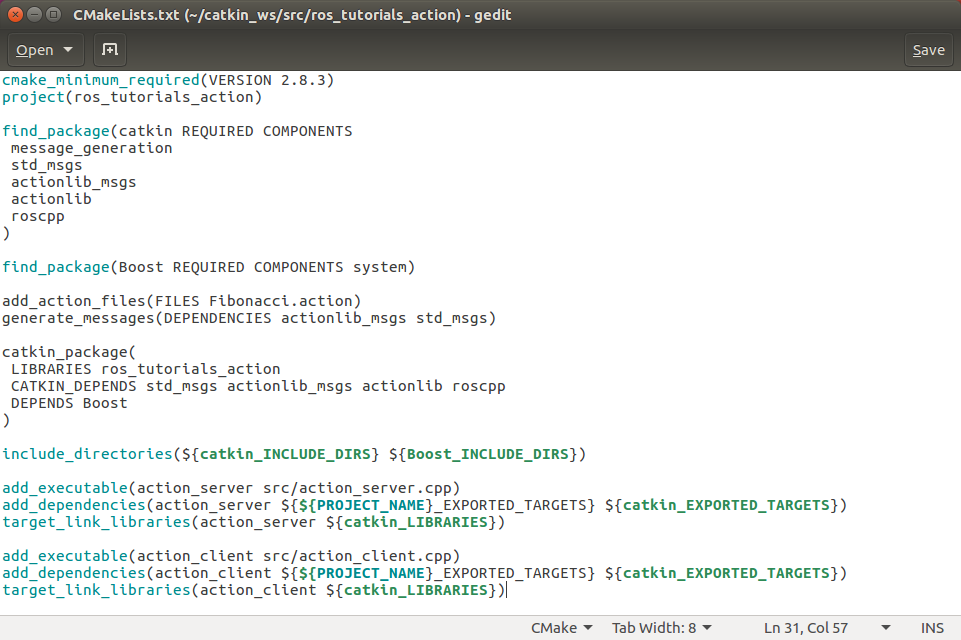 CMakeLists.txt (~/catkin_ws/src/ros_tutorials_action) - gedit
Open
Save
cmake_minimum_required(VERSION 2.8.3)
project(ros_tutorials_action)
find_package(catkin REQUIRED COMPONENTS
message_generation
std_msgs
actionlib_msgs
actionlib
roscpp
)
find_package(Boost REQUIRED COMPONENTS system)
add_action_files(FILES Fibonacci.action)
generate_messages(DEPENDENCIES actionlib_msgs std_msgs)
catkin_package(
LIBRARIES ros_tutorials_action
CATKIN_DEPENDS std_msgs actionlib_msgs actionlib roscpp
DEPENDS Boost
)
include_directories(${catkin_INCLUDE_DIRS} ${Boost_INCLUDE_DIRS})
add_executable(action_server src/action_server.cpp)
add_dependencies(action_server ${${PROJECT_NAME}_EXPORTED_TARGETS} ${catkin_EXPORTED_TARGETS})
target_link_libraries(action_server ${catkin_LIBRARIES})
add_executable(action_client src/action_client.cpp)
add_dependencies(action_client ${${PROJECT_NAME}_EXPORTED_TARGETS} ${catkin_EXPORTED_TARGETS})
target_link_libraries(action_client ${catkin_LIBRARIES})
CMake Tab Width: 8 Ln 31, Col 57 INS